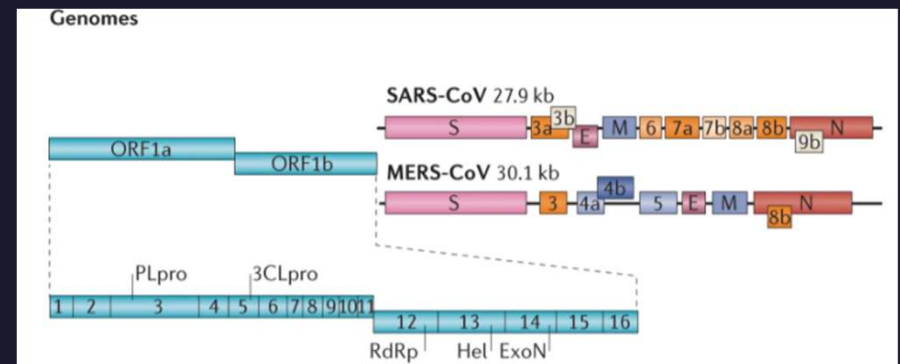 Genomes
SARS-CoV 27.9 kb
S 3a 3b E M 6 7a 7b 8a 8b 9b N
ORF1a ORF1b
MERS-CoV 30.1 kb
S 3 4a 4b 5 E M 8b N
PLpro 3CLpro
1 2 3 4 5 6 7 8 9 10 11
12 13 14 15 16
RdRp Hel ExoN